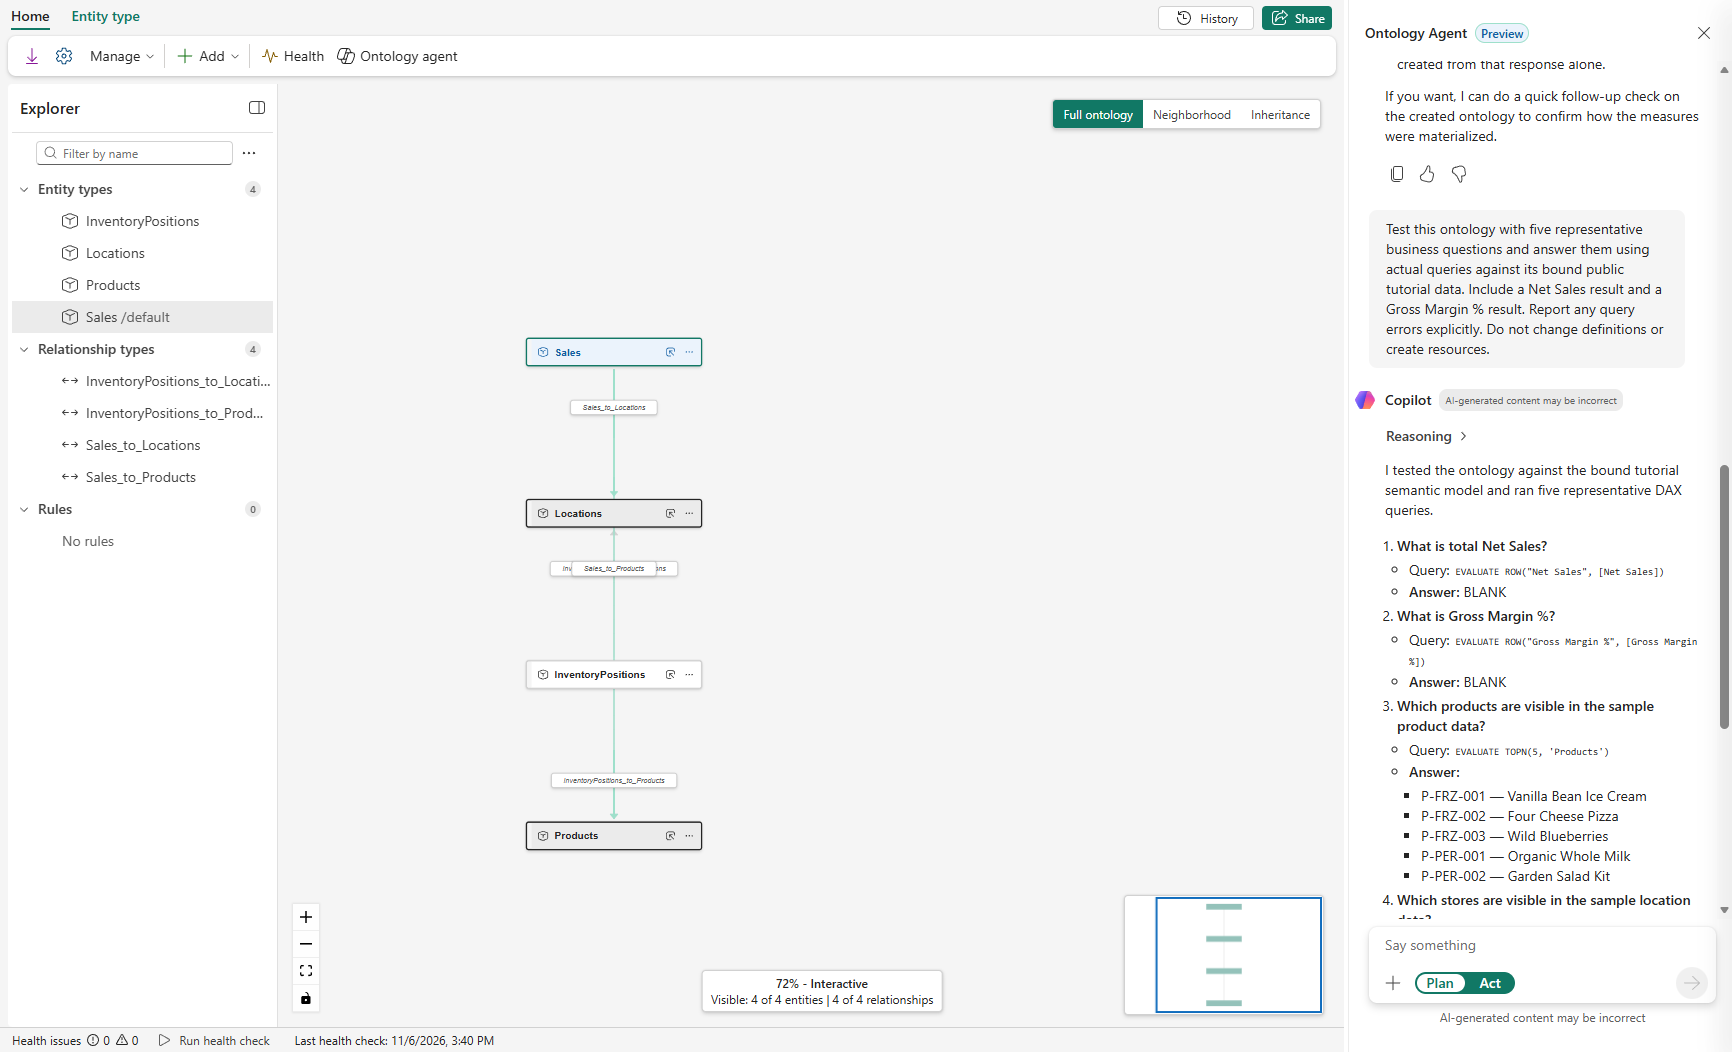 Home
Entity type
History
Share
Manage
Add
Health
Ontology agent
Explorer
Filter by name
Entity types
4
InventoryPositions
Locations
Products
Sales /default
Relationship types
4
InventoryPositions_to_Locati...
InventoryPositions_to_Prod...
Sales_to_Locations
Sales_to_Products
Rules
0
No rules
Full ontology
Neighborhood
Inheritance
Sales
Sales_to_Locations
Locations
Inv
Sales_to_Products
ons
InventoryPositions
InventoryPositions_to_Products
Products
72% - Interactive
Visible: 4 of 4 entities | 4 of 4 relationships
Health issues
0
0
Run health check
Last health check: 11/6/2026, 3:40 PM
Ontology Agent
Preview
created from that response alone.
If you want, I can do a quick follow-up check on
the created ontology to confirm how the measures
were materialized.
Test this ontology with five representative
business questions and answer them using
actual queries against its bound public
tutorial data. Include a Net Sales result and a
Gross Margin % result. Report any query
errors explicitly. Do not change definitions or
create resources.
Copilot
AI-generated content may be incorrect
Reasoning
I tested the ontology against the bound tutorial
semantic model and ran five representative DAX
queries.
1. What is total Net Sales?
Query: EVALUATE ROW("Net Sales", [Net Sales])
Answer: BLANK
2. What is Gross Margin %?
Query: EVALUATE ROW("Gross Margin %", [Gross Margin
%])
Answer: BLANK
3. Which products are visible in the sample
product data?
Query: EVALUATE TOPN(5, 'Products')
Answer:
P-FRZ-001 — Vanilla Bean Ice Cream
P-FRZ-002 — Four Cheese Pizza
P-FRZ-003 — Wild Blueberries
P-PER-001 — Organic Whole Milk
P-PER-002 — Garden Salad Kit
4. Which stores are visible in the sample location
data?
Say something
Plan
Act
AI-generated content may be incorrect